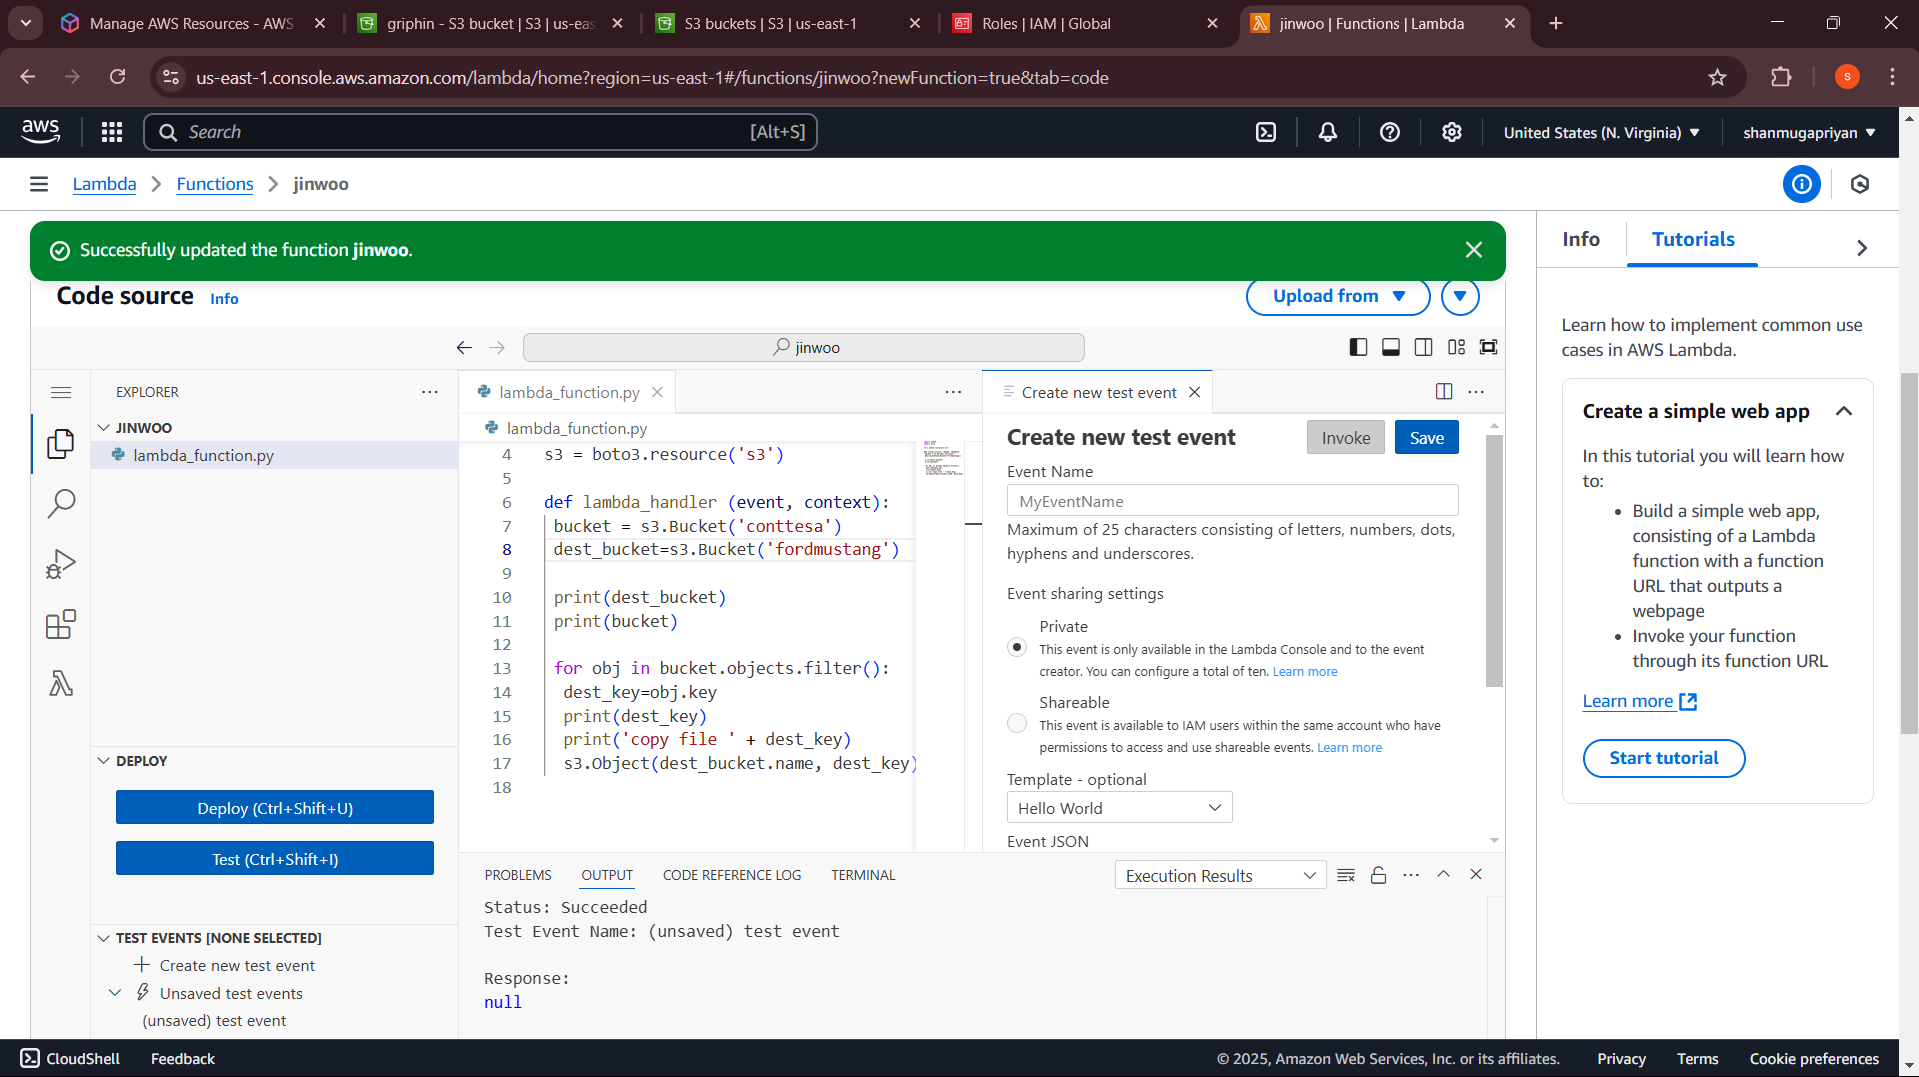 Manage AWS Resources - AWS
griphin - S3 bucket | S3 | us-eas
S3 buckets | S3 | us-east-1
Roles | IAM | Global
jinwoo | Functions | Lambda
us-east-1.console.aws.amazon.com/lambda/home?region=us-east-1#/functions/jinwoo?newFunction=true&tab=code
S
aws
Search
[Alt+S]
United States (N. Virginia)
shanmugapriyan
Lambda
Functions
jinwoo
Successfully updated the function jinwoo.
Code source Info
Upload from
jinwoo
EXPLORER
JINWOO
lambda_function.py
DEPLOY
Deploy (Ctrl+Shift+U)
Test (Ctrl+Shift+I)
TEST EVENTS [NONE SELECTED]
Create new test event
Unsaved test events
(unsaved) test event
lambda_function.py
lambda_function.py
4 s3 = boto3.resource('s3')
5
6 def lambda_handler (event, context):
7 bucket = s3.Bucket('conttesa')
8 dest_bucket=s3.Bucket('fordmustang')
9
10 print(dest_bucket)
11 print(bucket)
12
13 for obj in bucket.objects.filter():
14 dest_key=obj.key
15 print(dest_key)
16 print('copy file ' + dest_key)
17 s3.Object(dest_bucket.name, dest_key)
18
Create new test event
Create new test event
Invoke
Save
Event Name
MyEventName
Maximum of 25 characters consisting of letters, numbers, dots,
hyphens and underscores.
Event sharing settings
Private
This event is only available in the Lambda Console and to the event
creator. You can configure a total of ten. Learn more
Shareable
This event is available to IAM users within the same account who have
permissions to access and use shareable events. Learn more
Template - optional
Hello World
Event JSON
PROBLEMS
OUTPUT
CODE REFERENCE LOG
TERMINAL
Execution Results
Status: Succeeded
Test Event Name: (unsaved) test event
Response:
null
Info
Tutorials
Learn how to implement common use
cases in AWS Lambda.
Create a simple web app
In this tutorial you will learn how
to:
• Build a simple web app,
consisting of a Lambda
function with a function
URL that outputs a
webpage
• Invoke your function
through its function URL
Learn more
Start tutorial
CloudShell
Feedback
© 2025, Amazon Web Services, Inc. or its affiliates.
Privacy
Terms
Cookie preferences